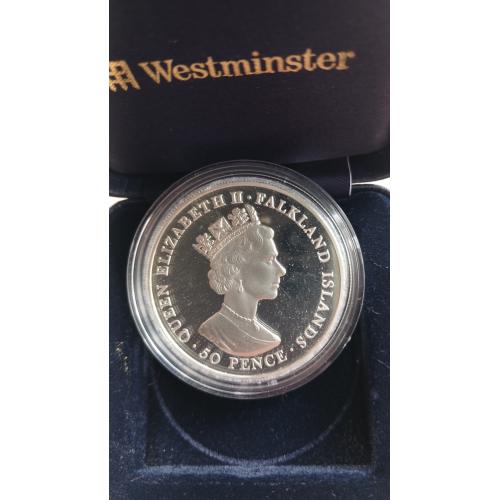 Westminster
QUEEN ELIZABETH II · FALKLAND ISLANDS
· 50 PENCE ·